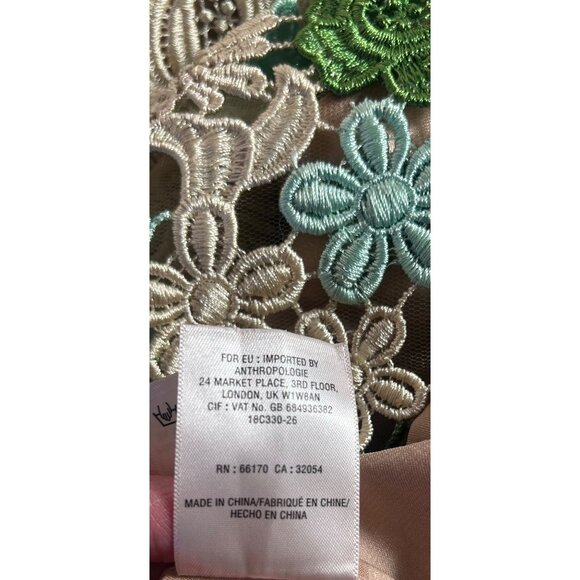 FOR EU : IMPORTED BY
ANTHROPOLOGIE
24 MARKET PLACE, 3RD FLOOR,
LONDON, UK W1W8AN
CIF : VAT No. GB 684936382
18C330-26
RN : 66170 CA : 32054
MADE IN CHINA/FABRIQUÉ EN CHINE/
HECHO EN CHINA